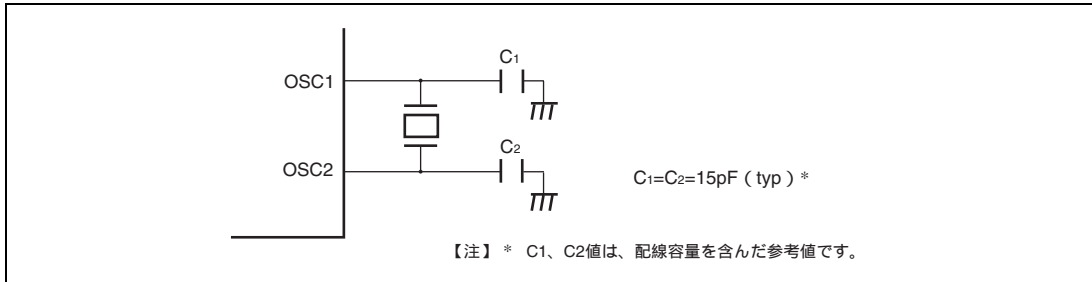 C1
OSC1
C2
OSC2
C1=C2=15pF（typ）*
【注】 * C1、C2値は、配線容量を含んだ参考値です。